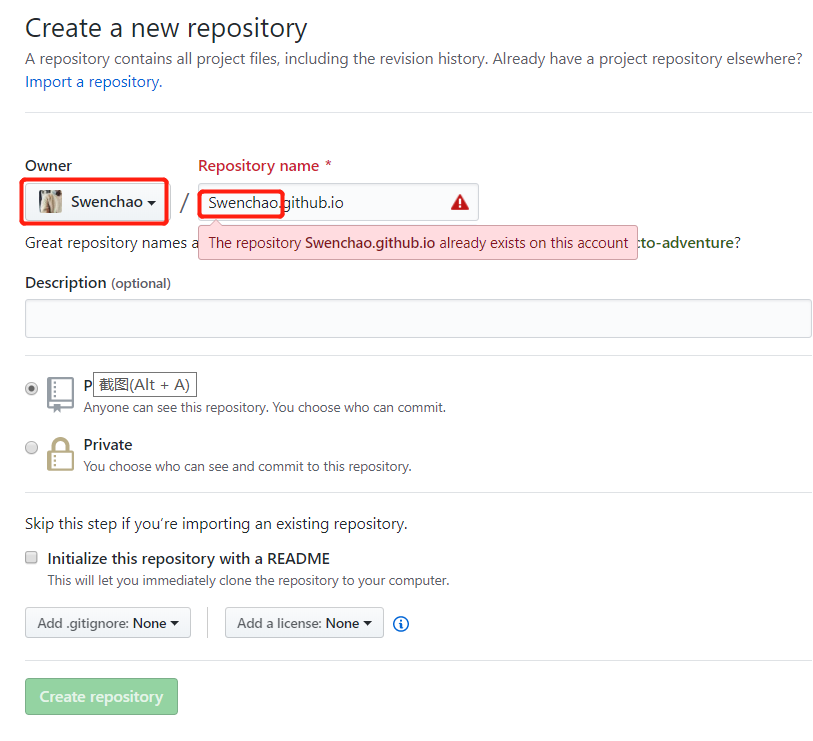 Create a new repository
A repository contains all project files, including the revision history. Already have a project repository elsewhere?
Import a repository.
Owner
Repository name *
Swenchao
/
Swenchao.github.io
Great repository names a
:to-adventure?
The repository Swenchao.github.io already exists on this account
Description (optional)
P
截图(Alt + A)
Anyone can see this repository. You choose who can commit.
Private
You choose who can see and commit to this repository.
Skip this step if you’re importing an existing repository.
Initialize this repository with a README
This will let you immediately clone the repository to your computer.
Add .gitignore: None
Add a license: None
Create repository